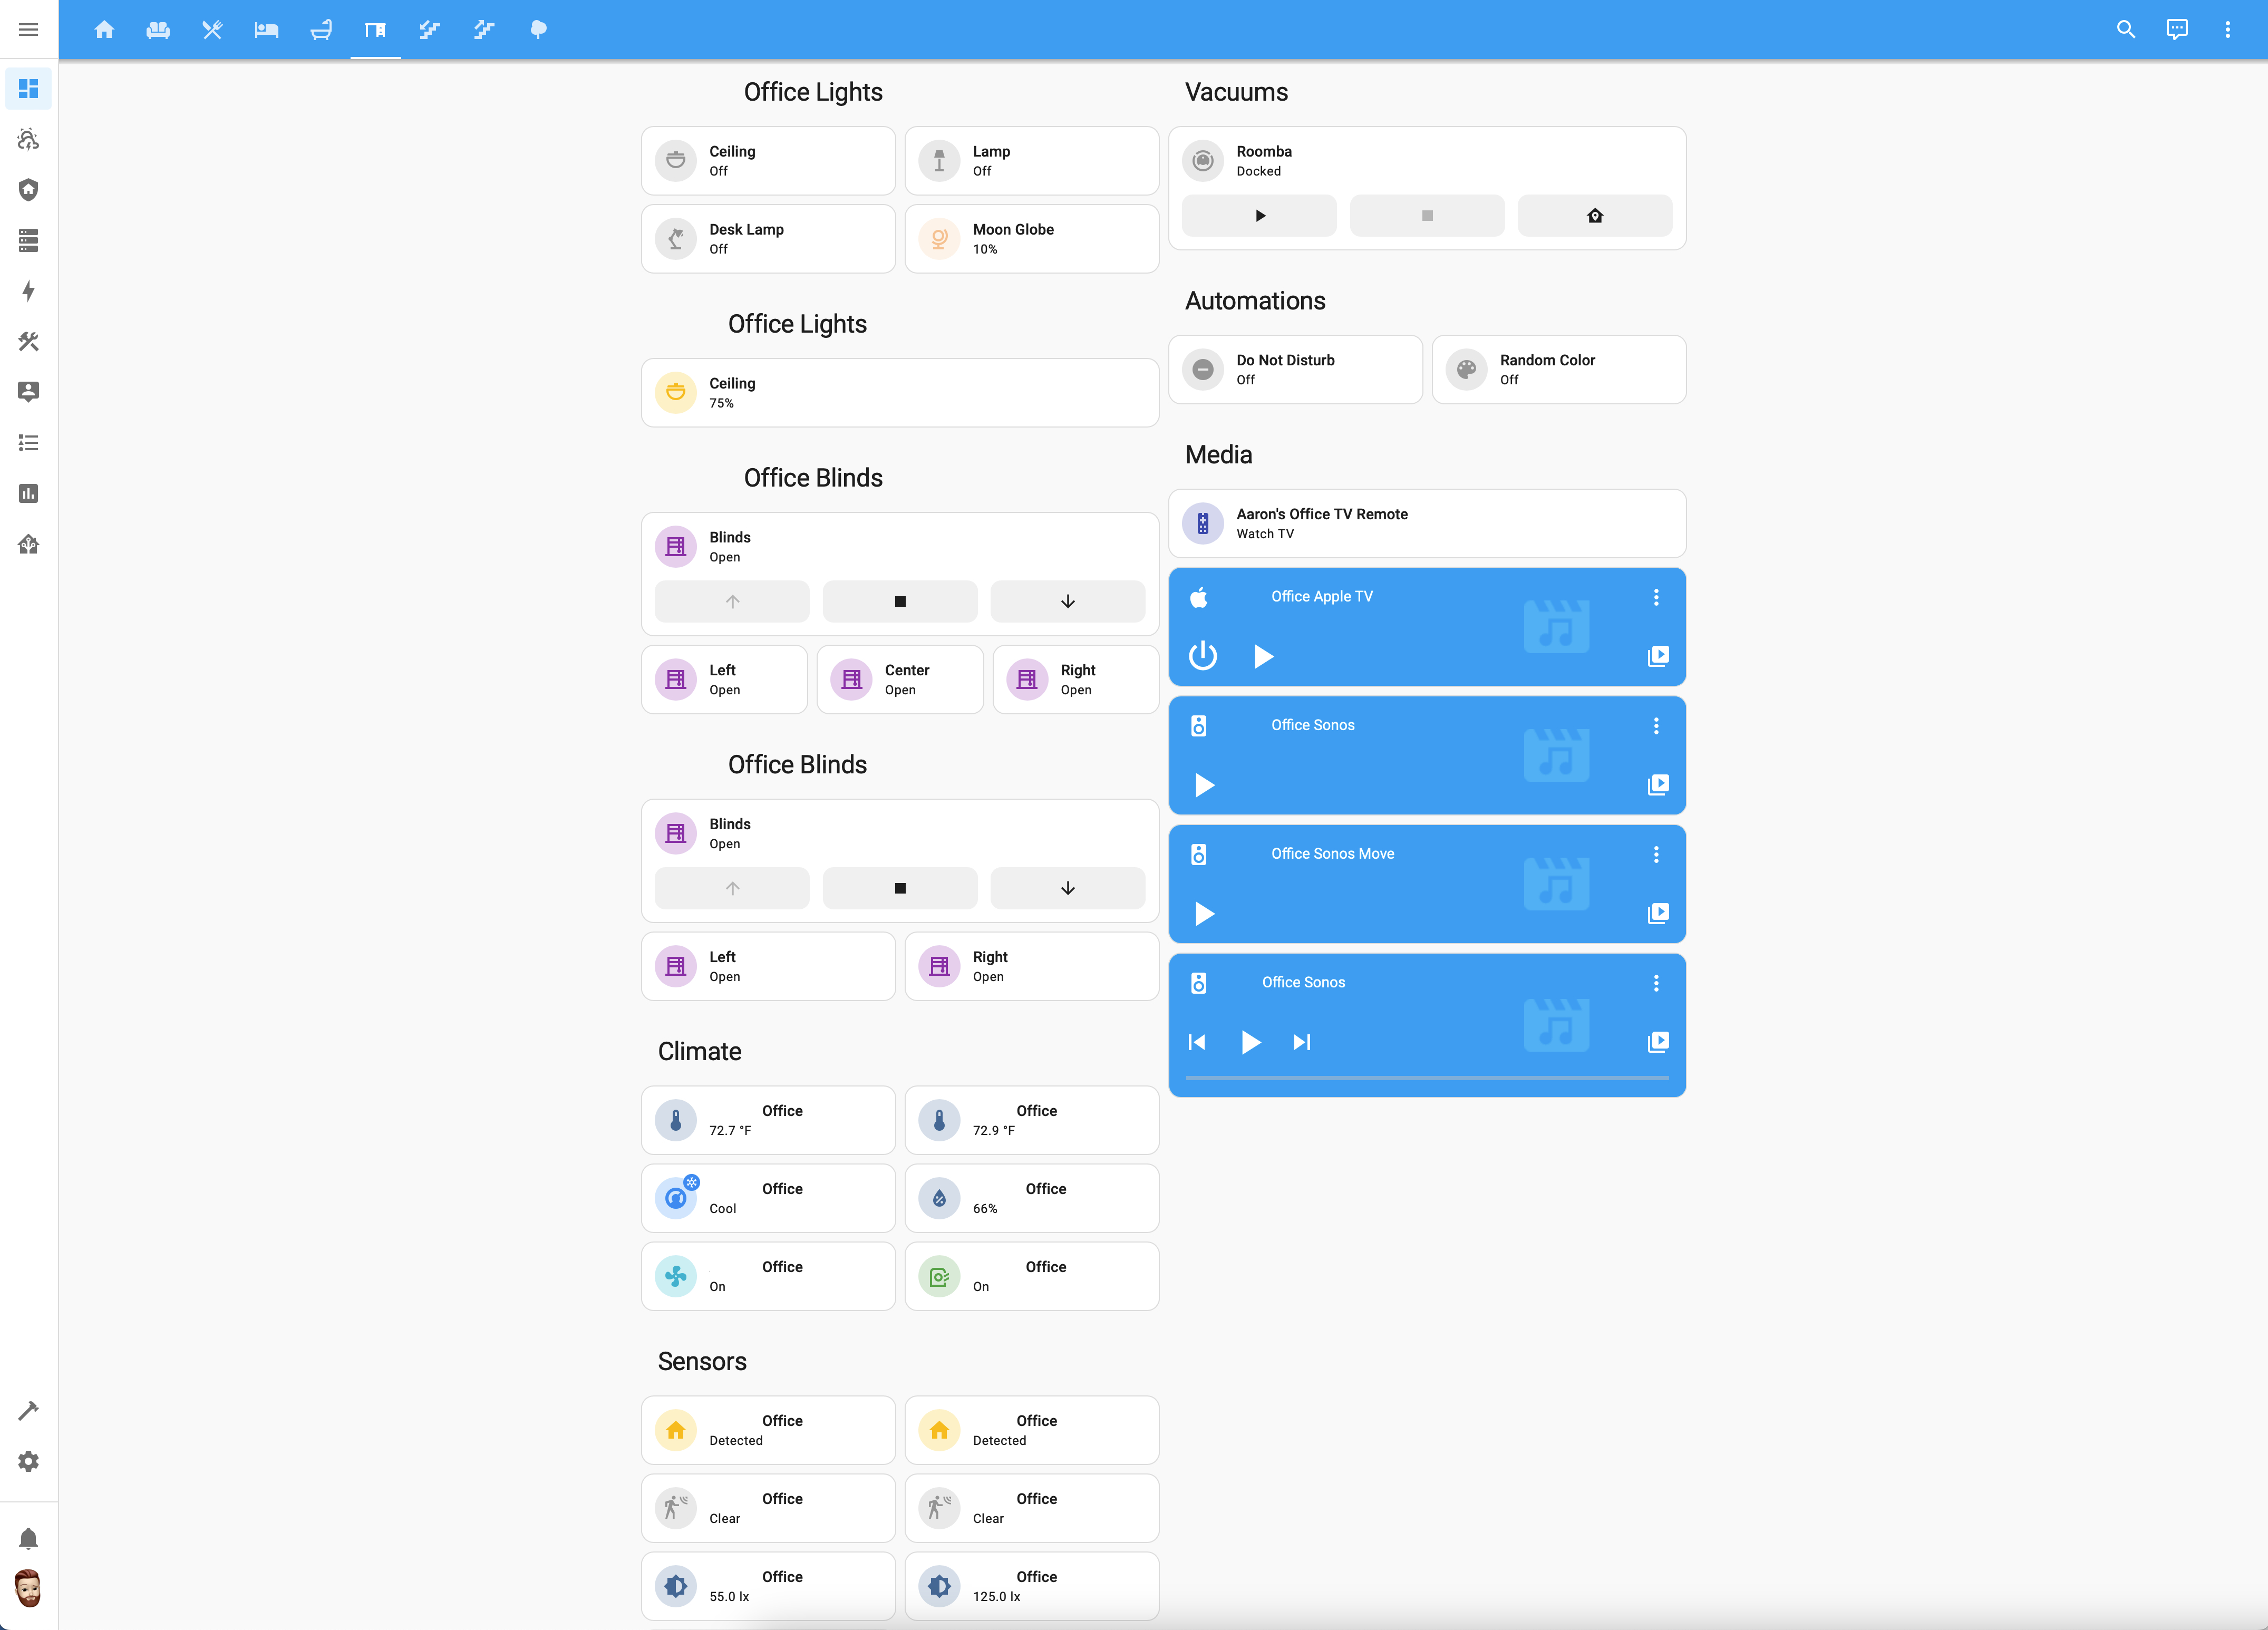 Office Lights
Ceiling
Off
Lamp
Off
Desk Lamp
Off
Moon Globe
10%
Office Lights
Ceiling
75%
Office Blinds
Blinds
Open
Left
Open
Center
Open
Right
Open
Office Blinds
Blinds
Open
Left
Open
Right
Open
Climate
Office
72.7 °F
Office
72.9 °F
Office
Cool
Office
66%
Office
On
Office
On
Sensors
Office
Detected
Office
Detected
Office
Clear
Office
Clear
Office
55.0 lx
Office
125.0 lx
Vacuums
Roomba
Docked
Automations
Do Not Disturb
Off
Random Color
Off
Media
Aaron's Office TV Remote
Watch TV
Office Apple TV
Office Sonos
Office Sonos Move
Office Sonos